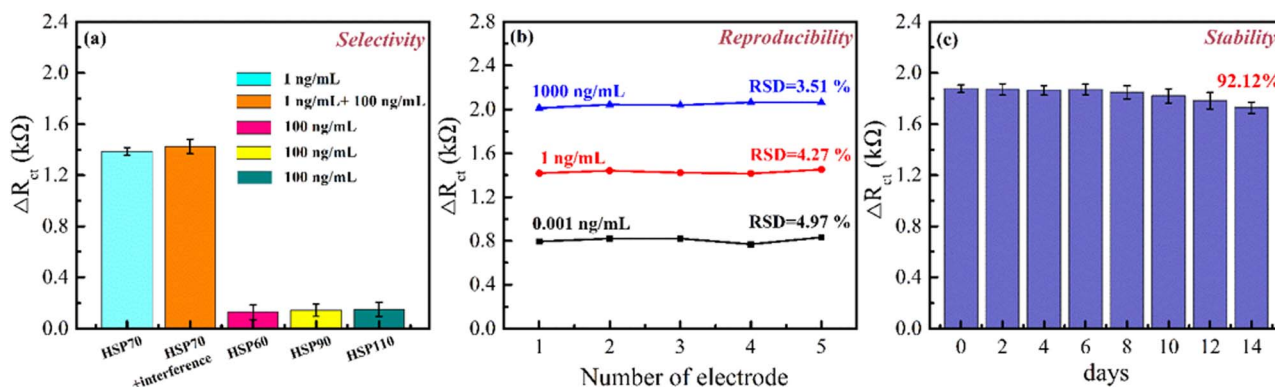 (a)
Selectivity
2.4
2.0
1.6
1.2
0.8
0.4
0.0
△Rct (kΩ)
1 ng/mL
1 ng/mL+ 100 ng/mL
100 ng/mL
100 ng/mL
100 ng/mL
HSP70
HSP70
+interference
HSP60
HSP90
HSP110
(b)
Reproducibility
2.8
2.4
2.0
1.6
1.2
0.8
0.4
0.0
△Rct (kΩ)
1000 ng/mL
RSD=3.51 %
1 ng/mL
RSD=4.27 %
0.001 ng/mL
RSD=4.97 %
1 2 3 4 5
Number of electrode
(c)
Stability
2.4
2.0
1.6
1.2
0.8
0.4
0.0
△Rct (kΩ)
92.12%
0 2 4 6 8 10 12 14
days